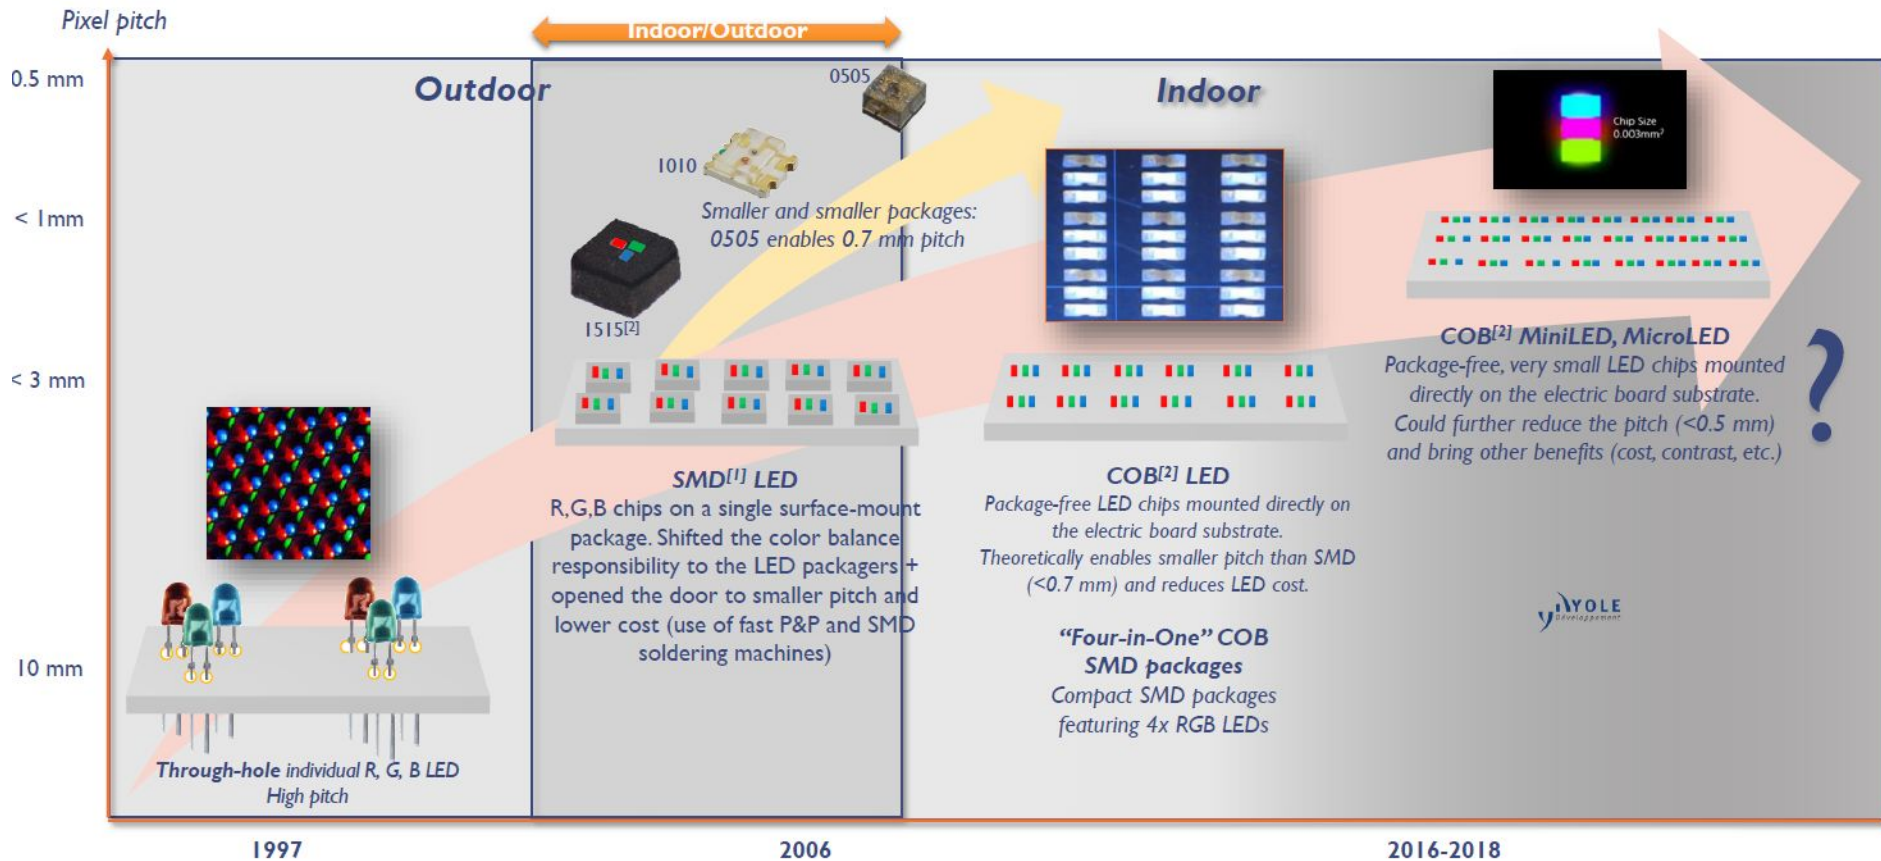 Pixel pitch
Indoor/Outdoor
0.5 mm
Outdoor
0505
Indoor
Chip Size
0.003mm²
1010
< 1mm
Smaller and smaller packages:
0505 enables 0.7 mm pitch
1515[2]
< 3 mm
COB[2] MiniLED, MicroLED
Package-free, very small LED chips mounted
directly on the electric board substrate.
Could further reduce the pitch (<0.5 mm)
and bring other benefits (cost, contrast, etc.)
?
SMD[1] LED
R,G,B chips on a single surface-mount
package. Shifted the color balance
responsibility to the LED packagers +
opened the door to smaller pitch and
lower cost (use of fast P&P and SMD
soldering machines)
COB[2] LED
Package-free LED chips mounted directly on
the electric board substrate.
Theoretically enables smaller pitch than SMD
(<0.7 mm) and reduces LED cost.
"Four-in-One" COB
SMD packages
Compact SMD packages
featuring 4x RGB LEDs
YOLE
Développement
10 mm
Through-hole individual R, G, B LED
High pitch
1997
2006
2016-2018